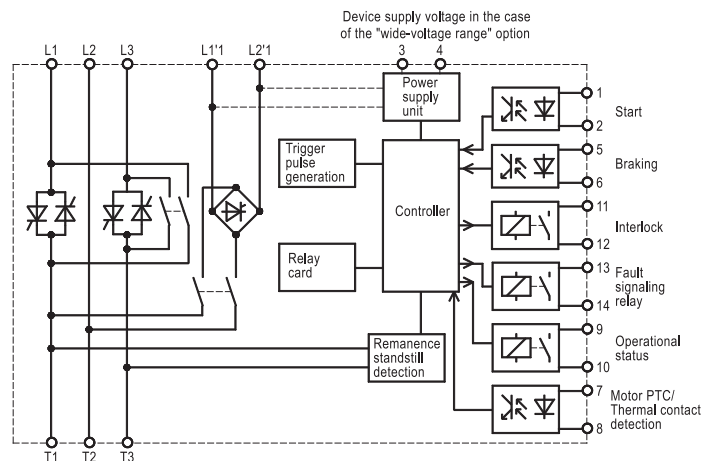 Device supply voltage in the case
of the "wide-voltage range" option
L1 L2 L3 L1'1 L2'1 3 4
Power
supply
unit
1
Start
2
Trigger
pulse
generation
5
Braking
6
Controller
11
Interlock
12
Relay
card
13
Fault
signaling
relay
14
Remanence
standstill
detection
9
Operational
status
10
7
Motor PTC/
Thermal contact
detection
8
T1 T2 T3